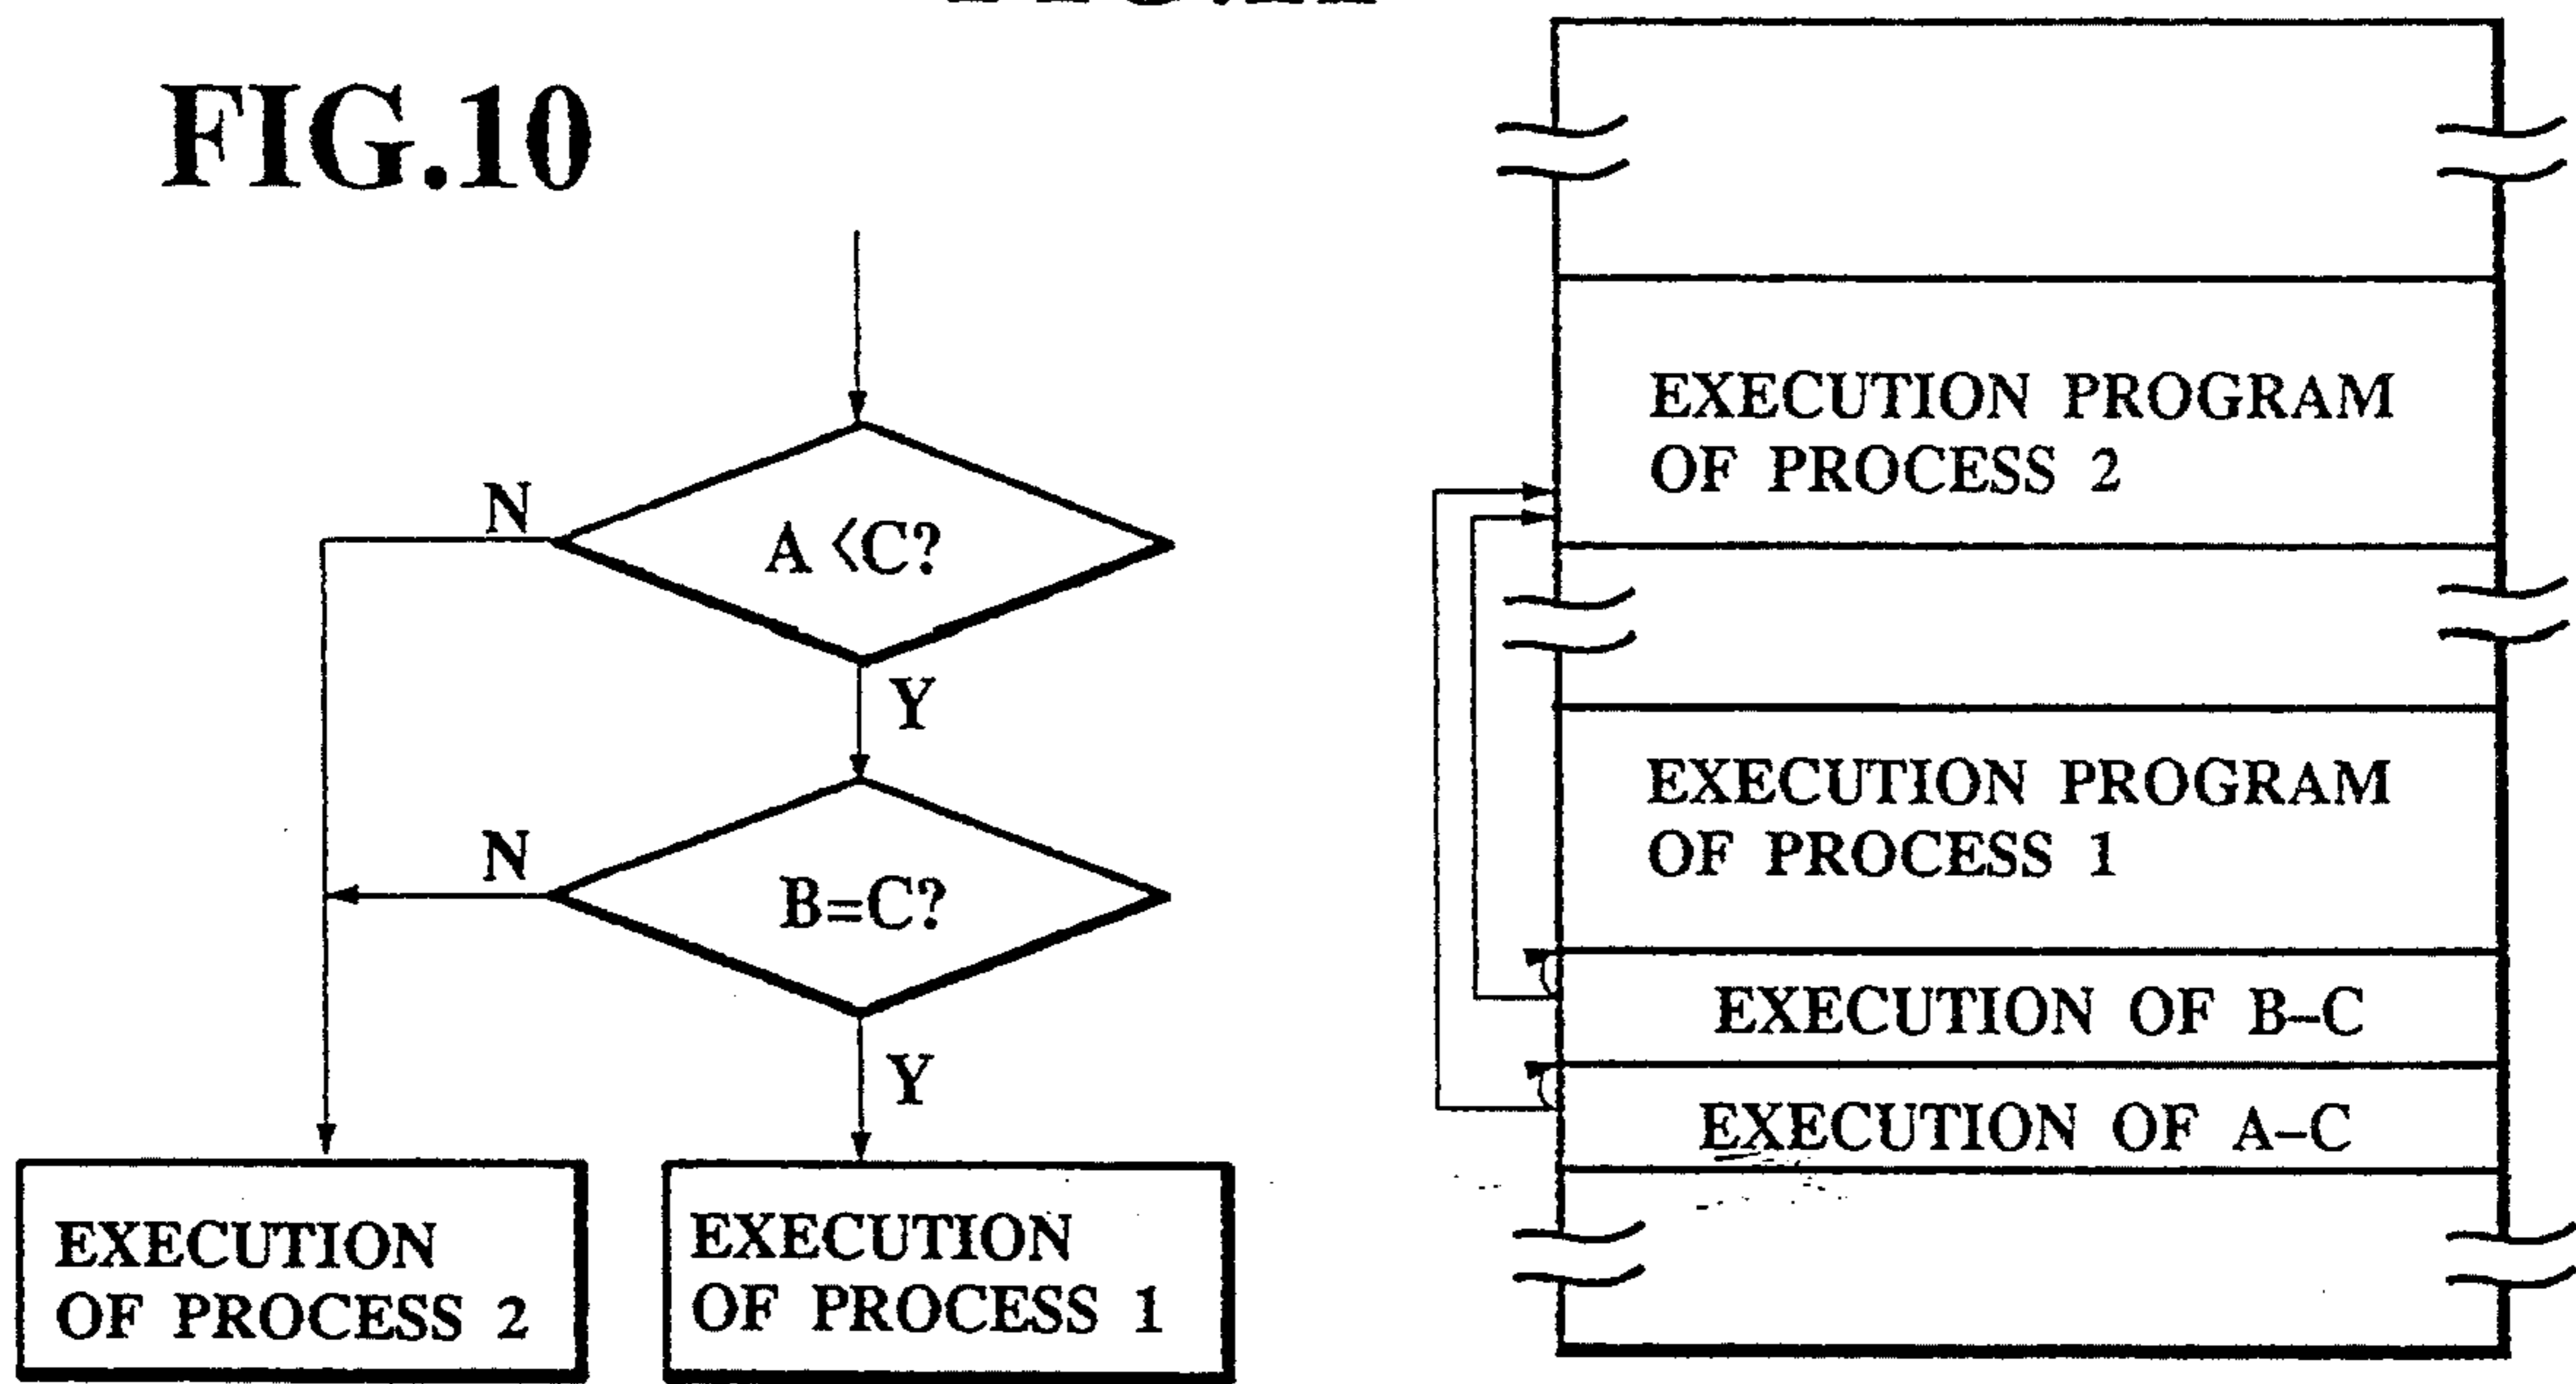 FIG.10
N
A <C?
Y
N
B=C?
Y
EXECUTION
OF PROCESS 2
EXECUTION
OF PROCESS 1
EXECUTION PROGRAM
OF PROCESS 2
EXECUTION PROGRAM
OF PROCESS 1
EXECUTION OF B–C
EXECUTION OF A–C